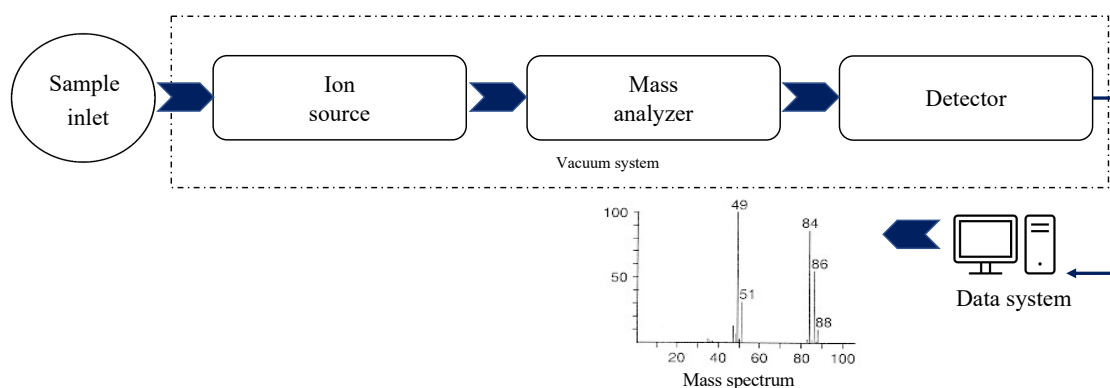 Sample
inlet
Ion
source
Mass
analyzer
Detector
Vacuum system
100
50
49
51
84
86
88
20 40 60 80 100
Mass spectrum
Data system